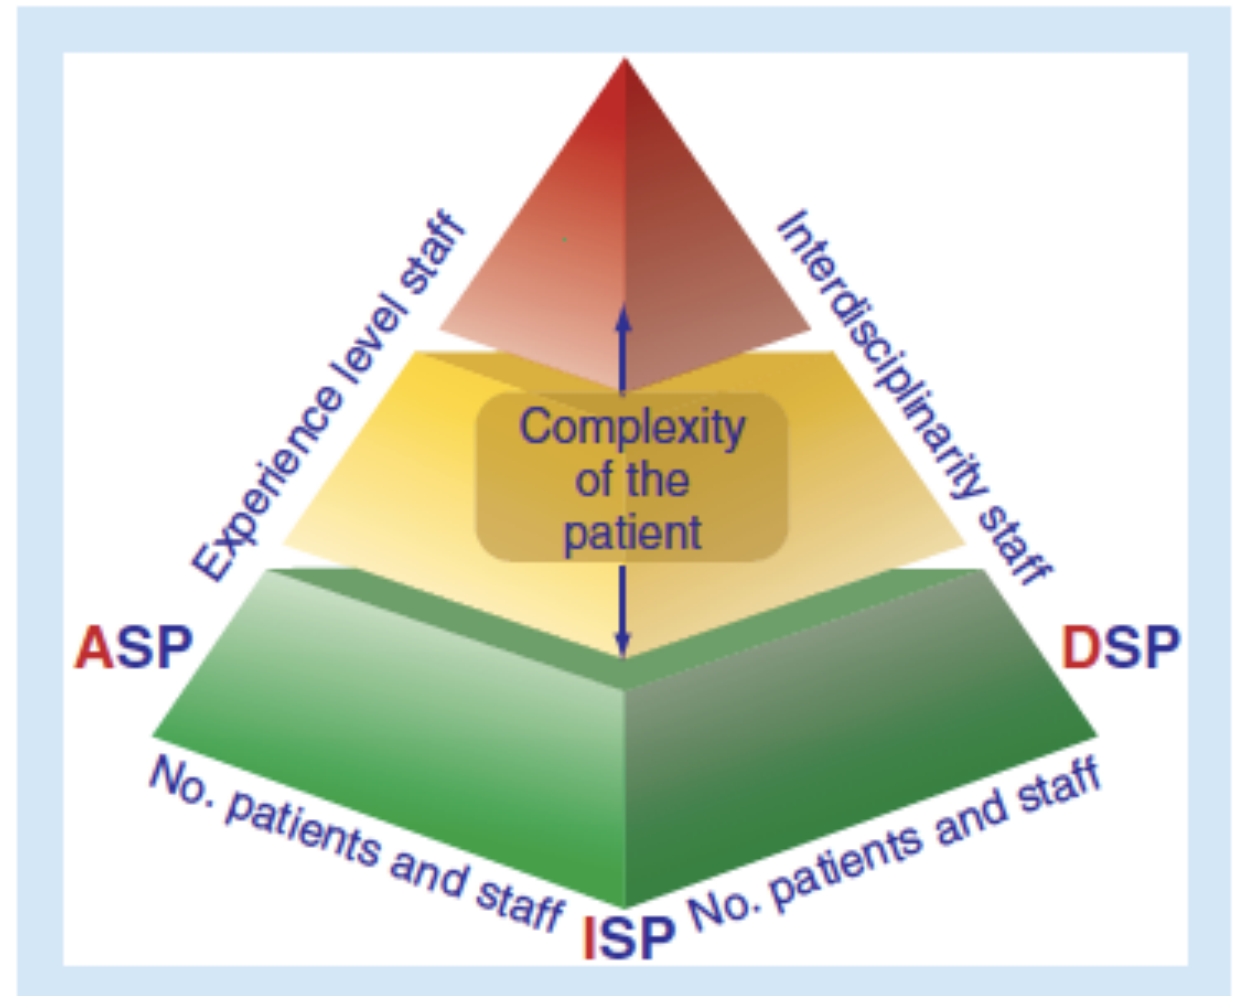 Experience level staff
Interdisciplinarity staff
Complexity
of the
patient
ASP
DSP
No. patients and staff
No. patients and staff
ISP